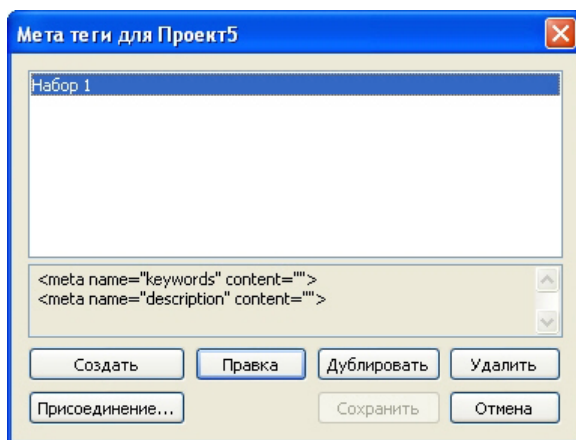 Мета теги для Проект5
Набор 1
<meta name="keywords" content="">
<meta name="description" content="">
Создать Правка Дублировать Удалить
Присоединение... Сохранить Отмена